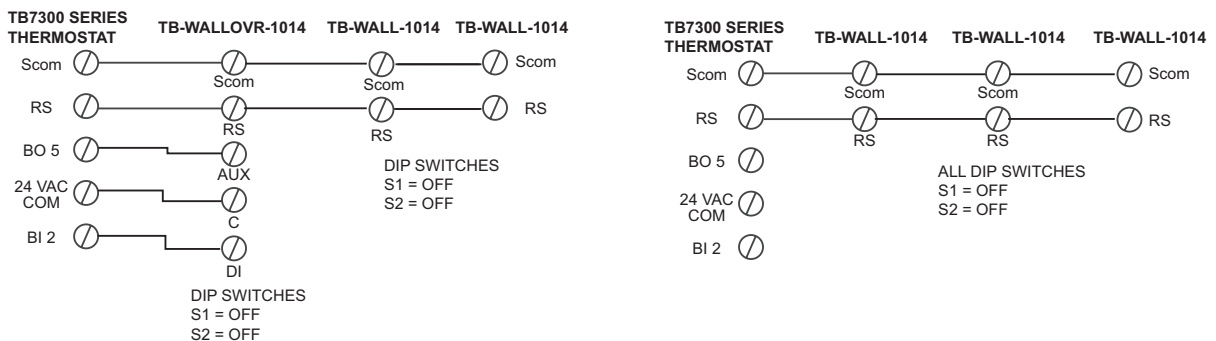 TB7300 SERIES
THERMOSTAT
TB-WALLOVR-1014
TB-WALL-1014
TB-WALL-1014
Scom
Scom
Scom
Scom
RS
RS
RS
RS
BO 5
AUX
24 VAC
COM
C
BI 2
DI
DIP SWITCHES
S1 = OFF
S2 = OFF
DIP SWITCHES
S1 = OFF
S2 = OFF
TB7300 SERIES
THERMOSTAT
TB-WALL-1014
TB-WALL-1014
TB-WALL-1014
Scom
Scom
Scom
Scom
RS
RS
RS
RS
BO 5
24 VAC
COM
BI 2
ALL DIP SWITCHES
S1 = OFF
S2 = OFF